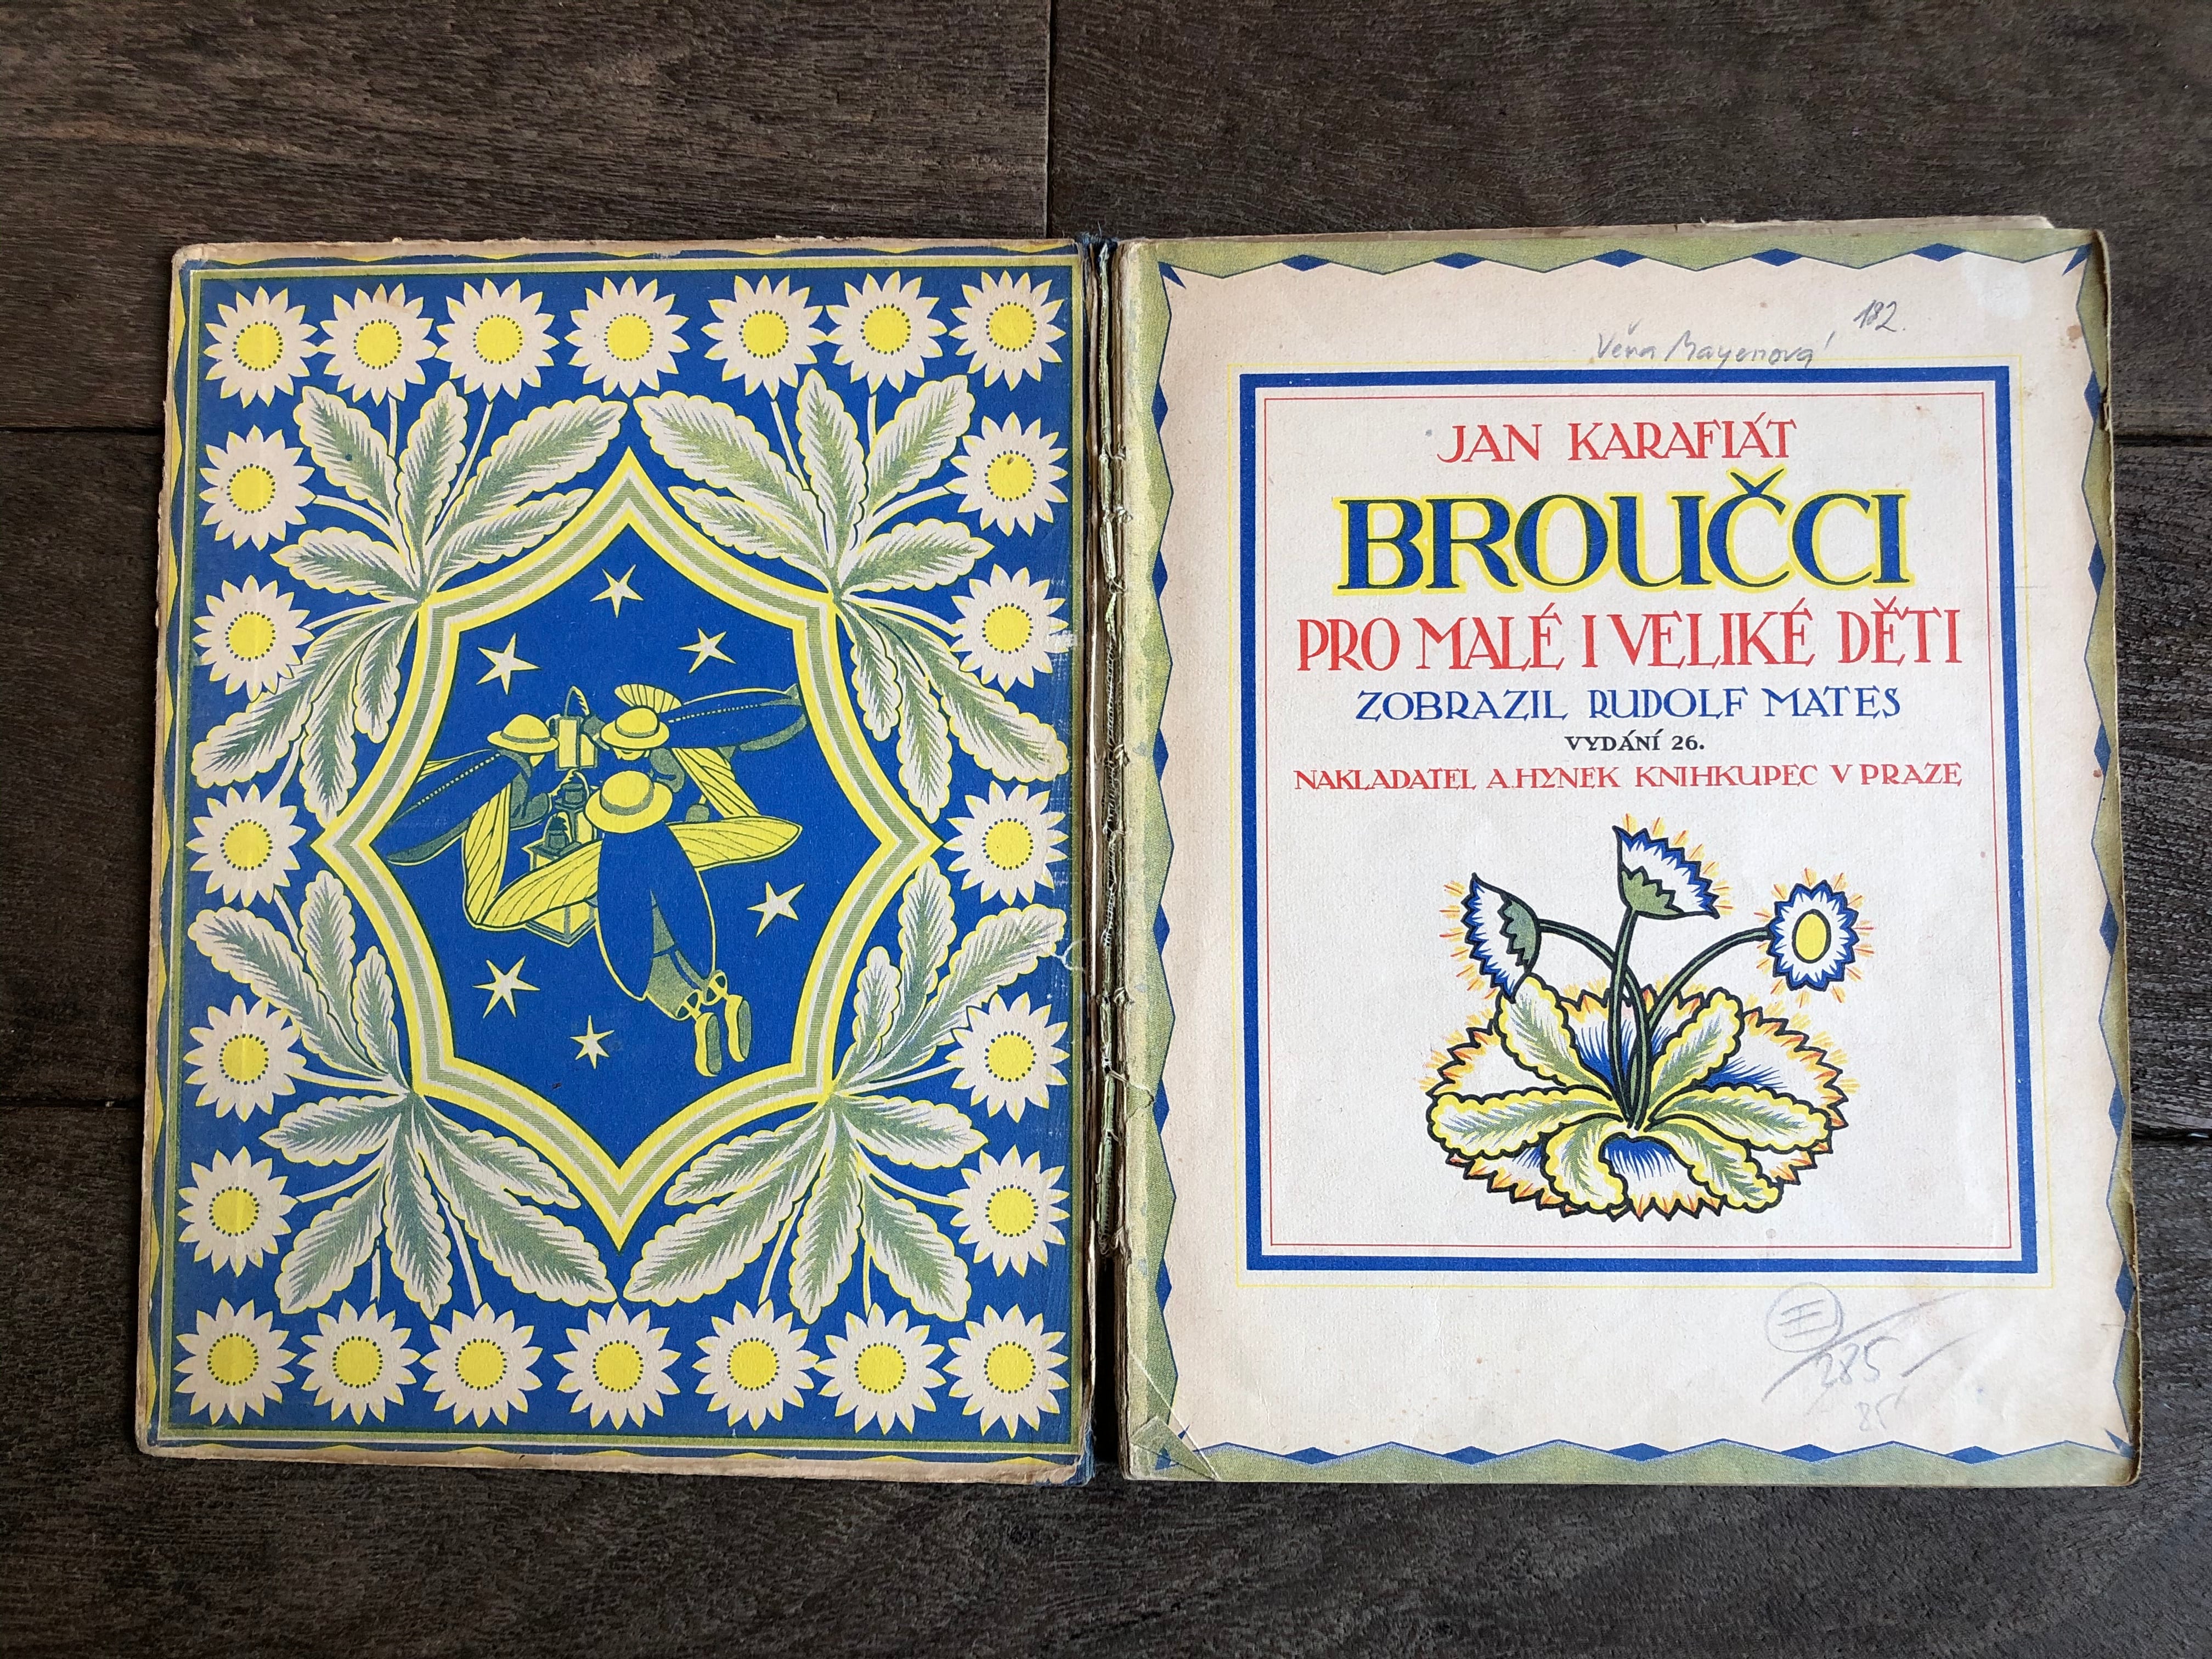 182.
Věra Mayerová
JAN KARAFIÁT
BROUČCI
PRO MALÉ I VELIKÉ DĚTI
ZOBRAZIL RUDOLF MATES
VYDÁNÍ 26.
NAKLADATEL A. HYNEK KNIHKUPEC V PRAZE
285